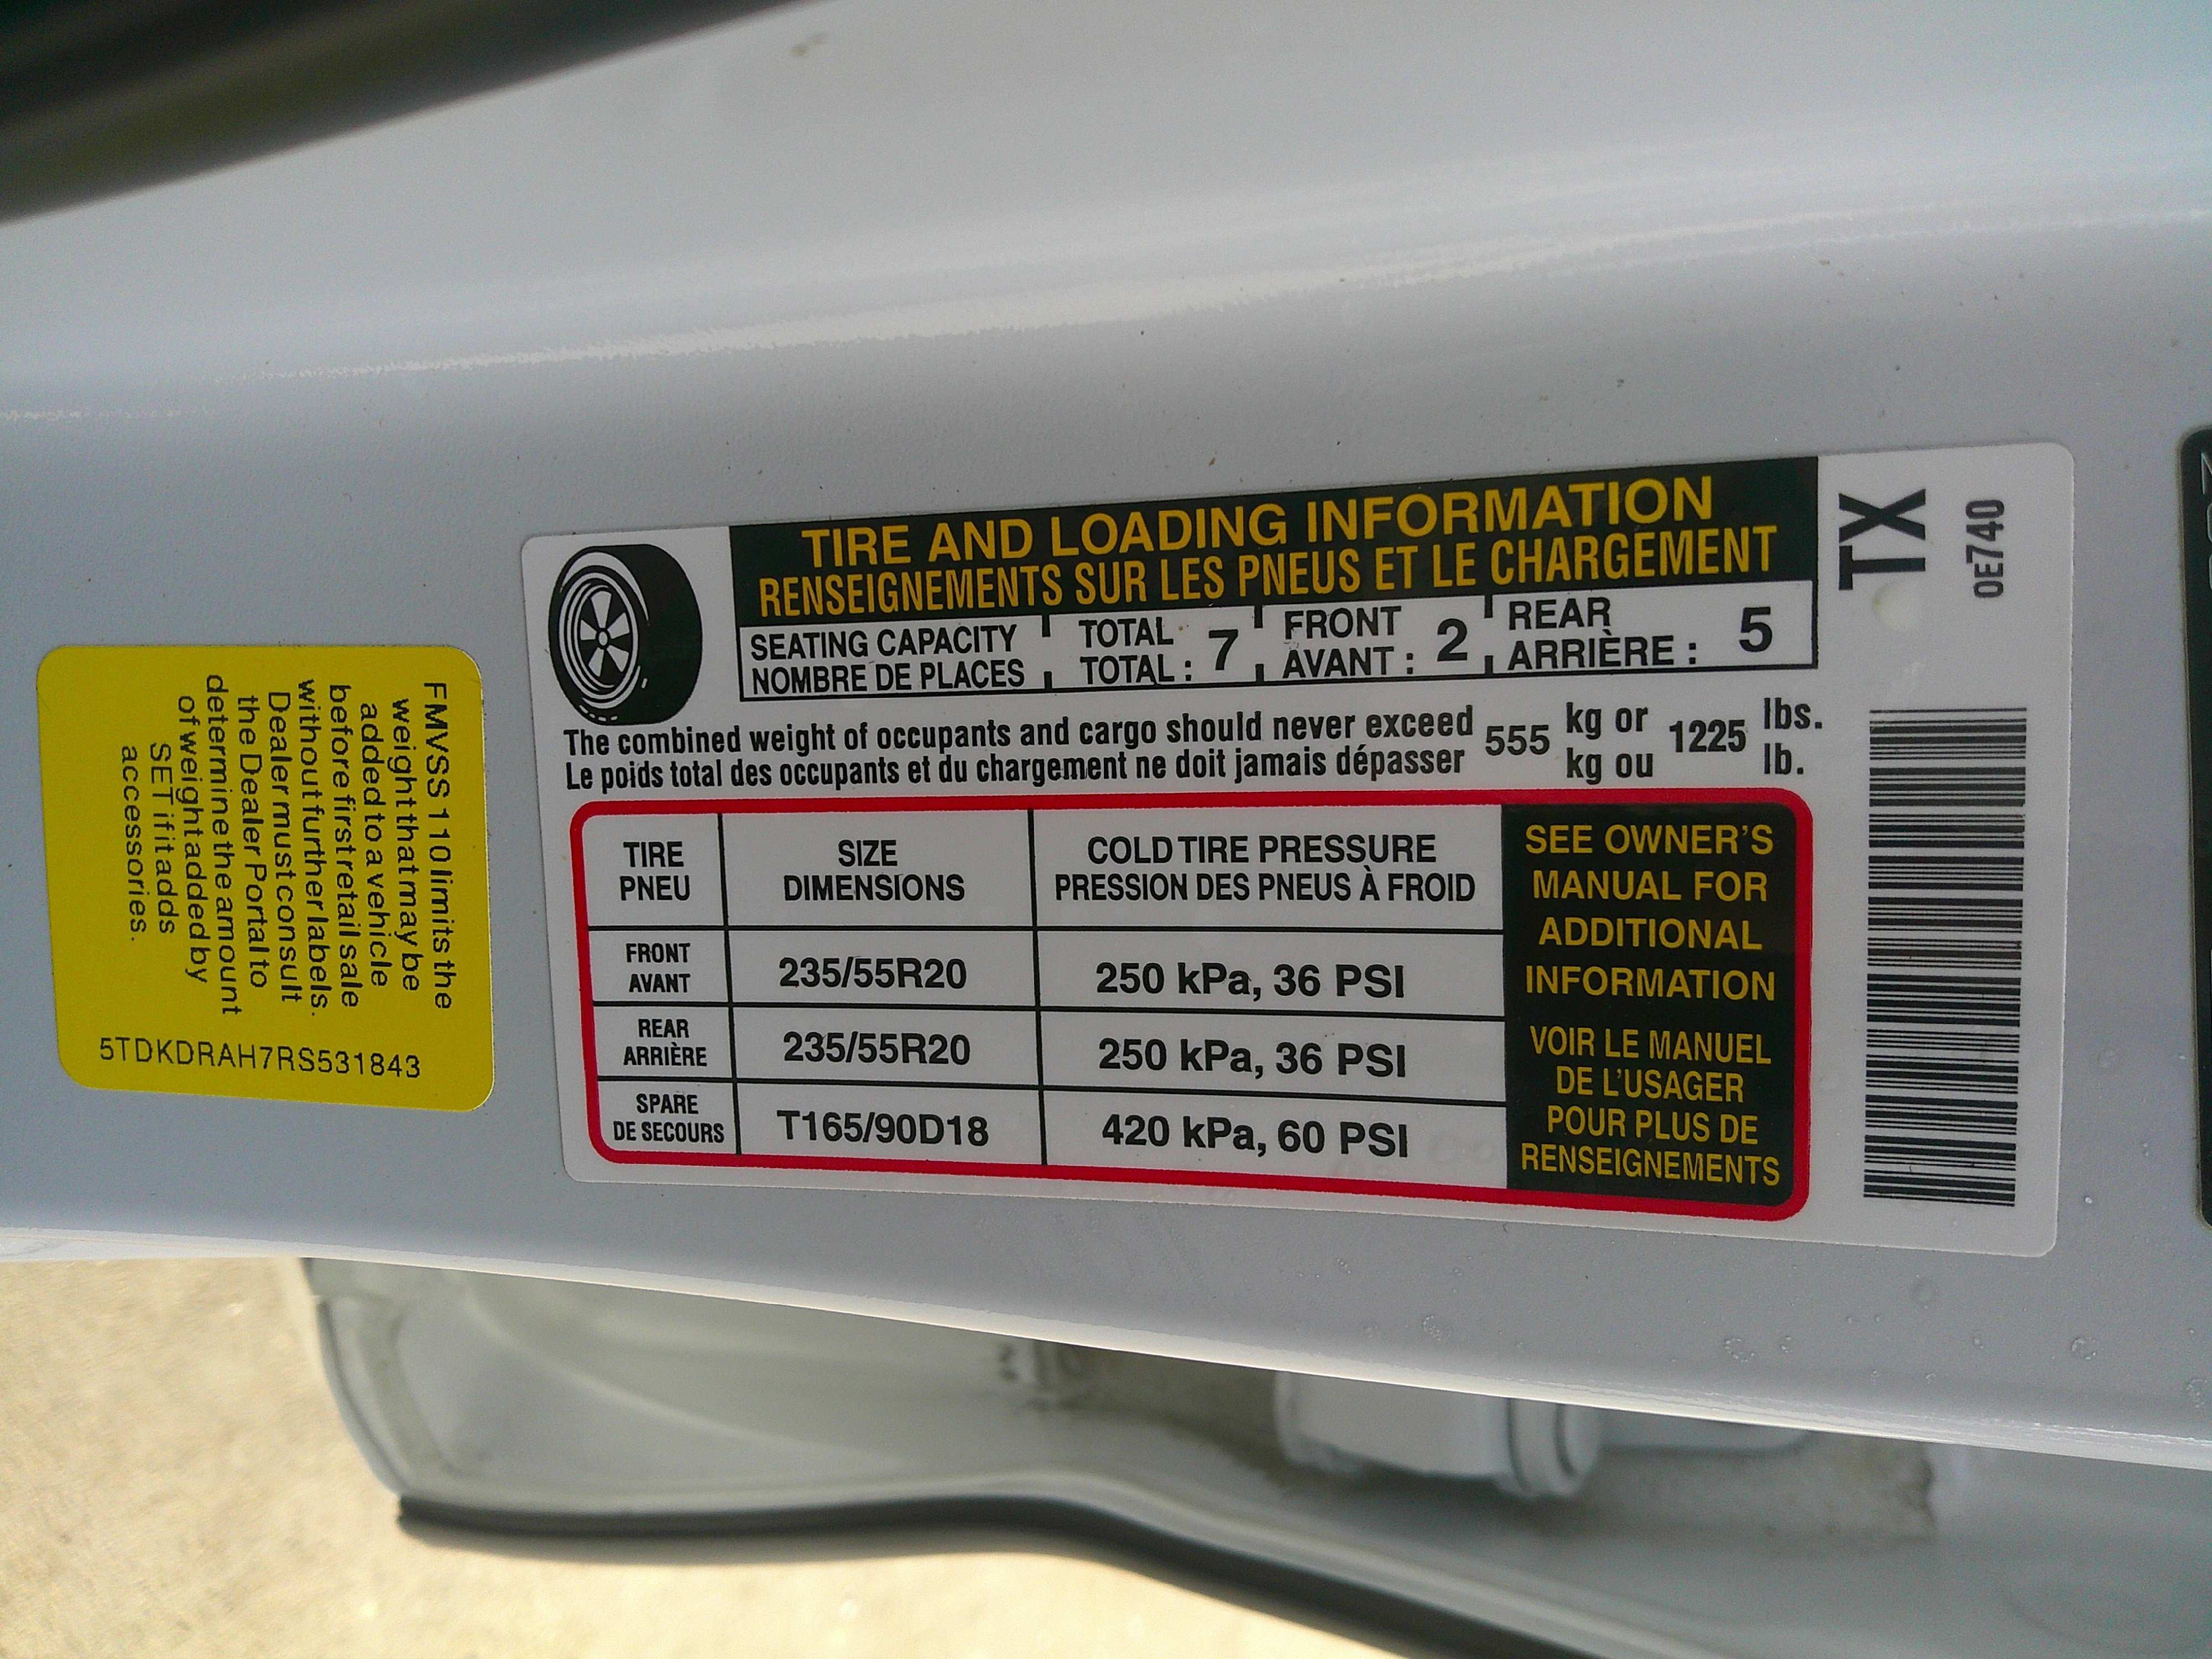 FMVSS 110 limits the
weight that may be
added to a vehicle
before first retail sale
without further labels.
Dealer must consult
the Dealer Portal to
determine the amount
of weight added by
SET if it adds
accessories.
5TDKDRAH7RS531843
TIRE AND LOADING INFORMATION
RENSEIGNEMENTS SUR LES PNEUS ET LE CHARGEMENT
SEATING CAPACITY TOTAL FRONT REAR
NOMBRE DE PLACES TOTAL : 7 AVANT : 2 ARRIÈRE : 5
The combined weight of occupants and cargo should never exceed 555 kg or 1225 lbs.
Le poids total des occupants et du chargement ne doit jamais dépasser kg ou lb.
TIRE SIZE COLD TIRE PRESSURE
PNEU DIMENSIONS PRESSION DES PNEUS À FROID
FRONT
AVANT 235/55R20 250 kPa, 36 PSI
REAR
ARRIÈRE 235/55R20 250 kPa, 36 PSI
SPARE
DE SECOURS T165/90D18 420 kPa, 60 PSI
SEE OWNER'S
MANUAL FOR
ADDITIONAL
INFORMATION
VOIR LE MANUEL
DE L'USAGER
POUR PLUS DE
RENSEIGNEMENTS
TX
0E740